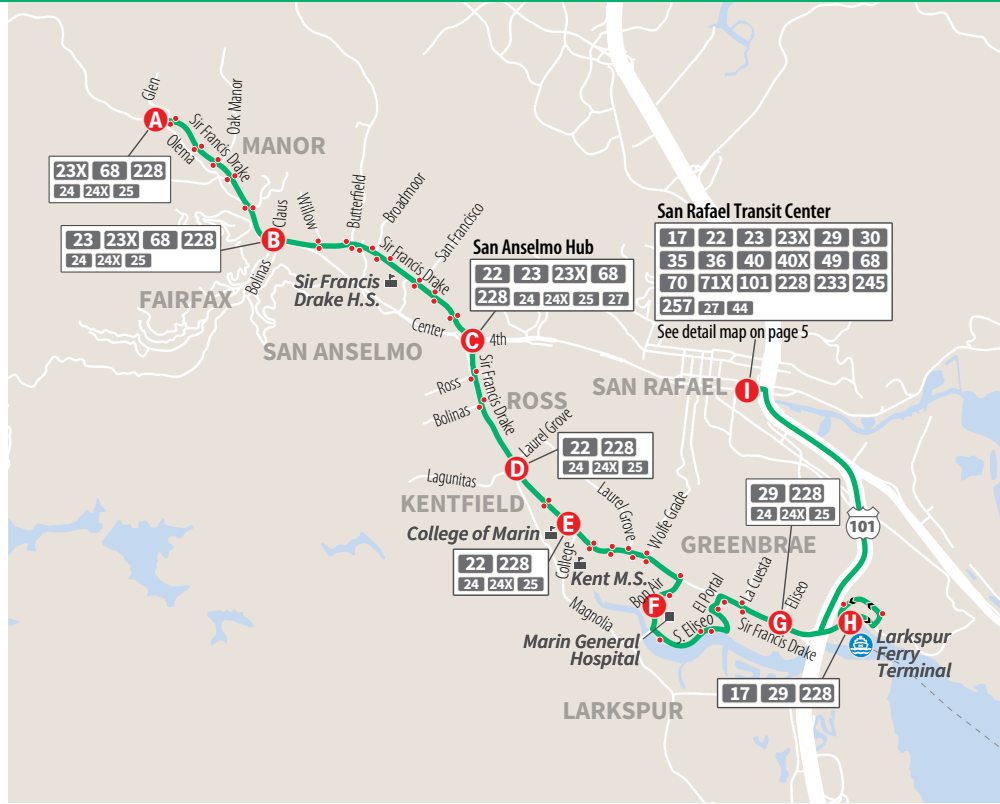 Glen
Oak Manor
A
Sir Francis Drake
MANOR
Olema
23X 68 228
24 24X 25
Claus
Willow
Butterfield
Broadmoor
San Francisco
23 23X 68 228
24 24X 25
B
Bolinas
FAIRFAX
Sir Francis
Drake H.S.
Sir Francis Drake
San Anselmo Hub
22 23 23X 68
228 24 24X 25 27
San Rafael Transit Center
17 22 23 23X 29 30
35 36 40 40X 49 68
70 71X 101 228 233 245
257 27 44
See detail map on page 5
Center
C
4th
SAN ANSELMO
Sir Francis Drake
Ross
Bolinas
ROSS
SAN RAFAEL
I
Laurel Grove
D
22 228
24 24X 25
Lagunitas
KENTFIELD
Laurel Grove
Wolfe Grade
29 228
24 24X 25
101
College of Marin
E
GREENBRAE
22 228
24 24X 25
College
Kent M.S.
Bon Air
F
Magnolia
S. Eliseo
El Portal
La Cuesta
Eliseo
Sir Francis Drake
G
H
Marin General
Hospital
Larkspur
Ferry
Terminal
17 29 228
LARKSPUR